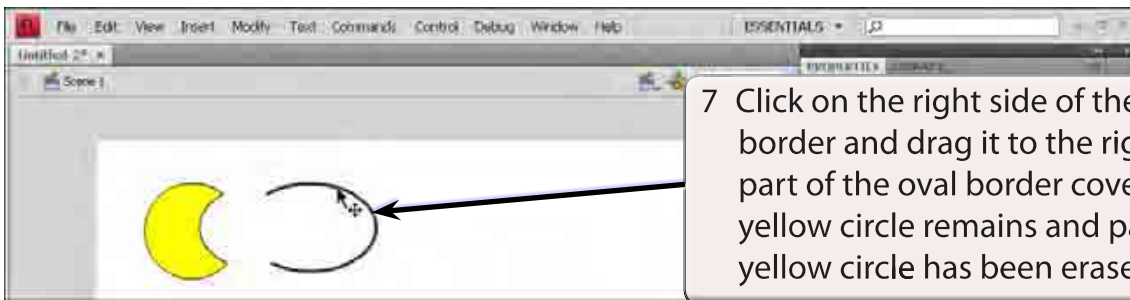 File Edit View Insert Modify Text Commands Control Debug Window Help ESSENTIALS
Untitled-2*
PROPERTIES
Scene 1
7 Click on the right side of the
border and drag it to the rig
part of the oval border cove
yellow circle remains and pa
yellow circle has been erase